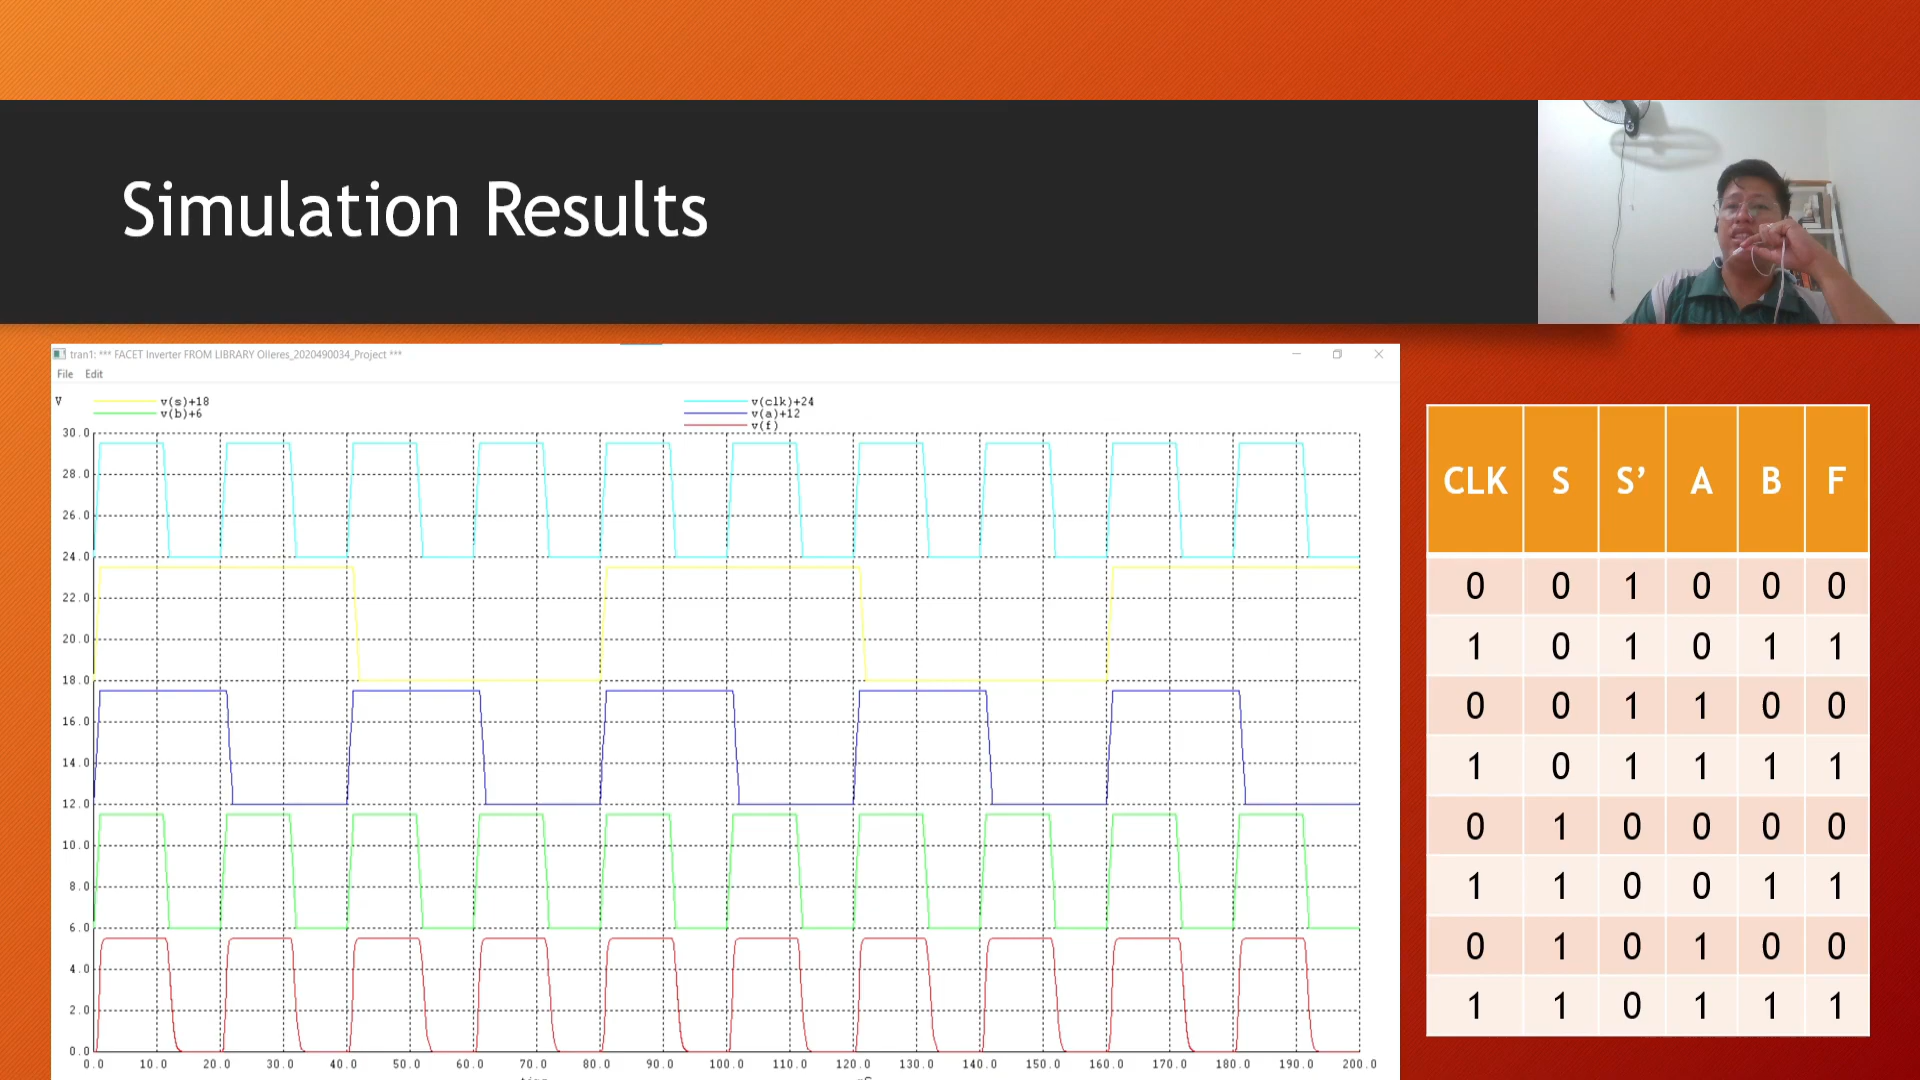 Simulation Results
tran1: *** FACET Inverter FROM LIBRARY Olleres_2020490034_Project ***
File Edit
V
v(s)+18 v(clk)+24
v(b)+6 v(a)+12
v(f)
30.0
28.0
26.0
24.0
22.0
20.0
18.0
16.0
14.0
12.0
10.0
8.0
6.0
4.0
2.0
0.0
0.0 10.0 20.0 30.0 40.0 50.0 60.0 70.0 80.0 90.0 100.0 110.0 120.0 130.0 140.0 150.0 160.0 170.0 180.0 190.0 200.0
CLK S S’ A B F
0 0 1 0 0 0
1 0 1 0 1 1
0 0 1 1 0 0
1 0 1 1 1 1
0 1 0 0 0 0
1 1 0 0 1 1
0 1 0 1 0 0
1 1 0 1 1 1